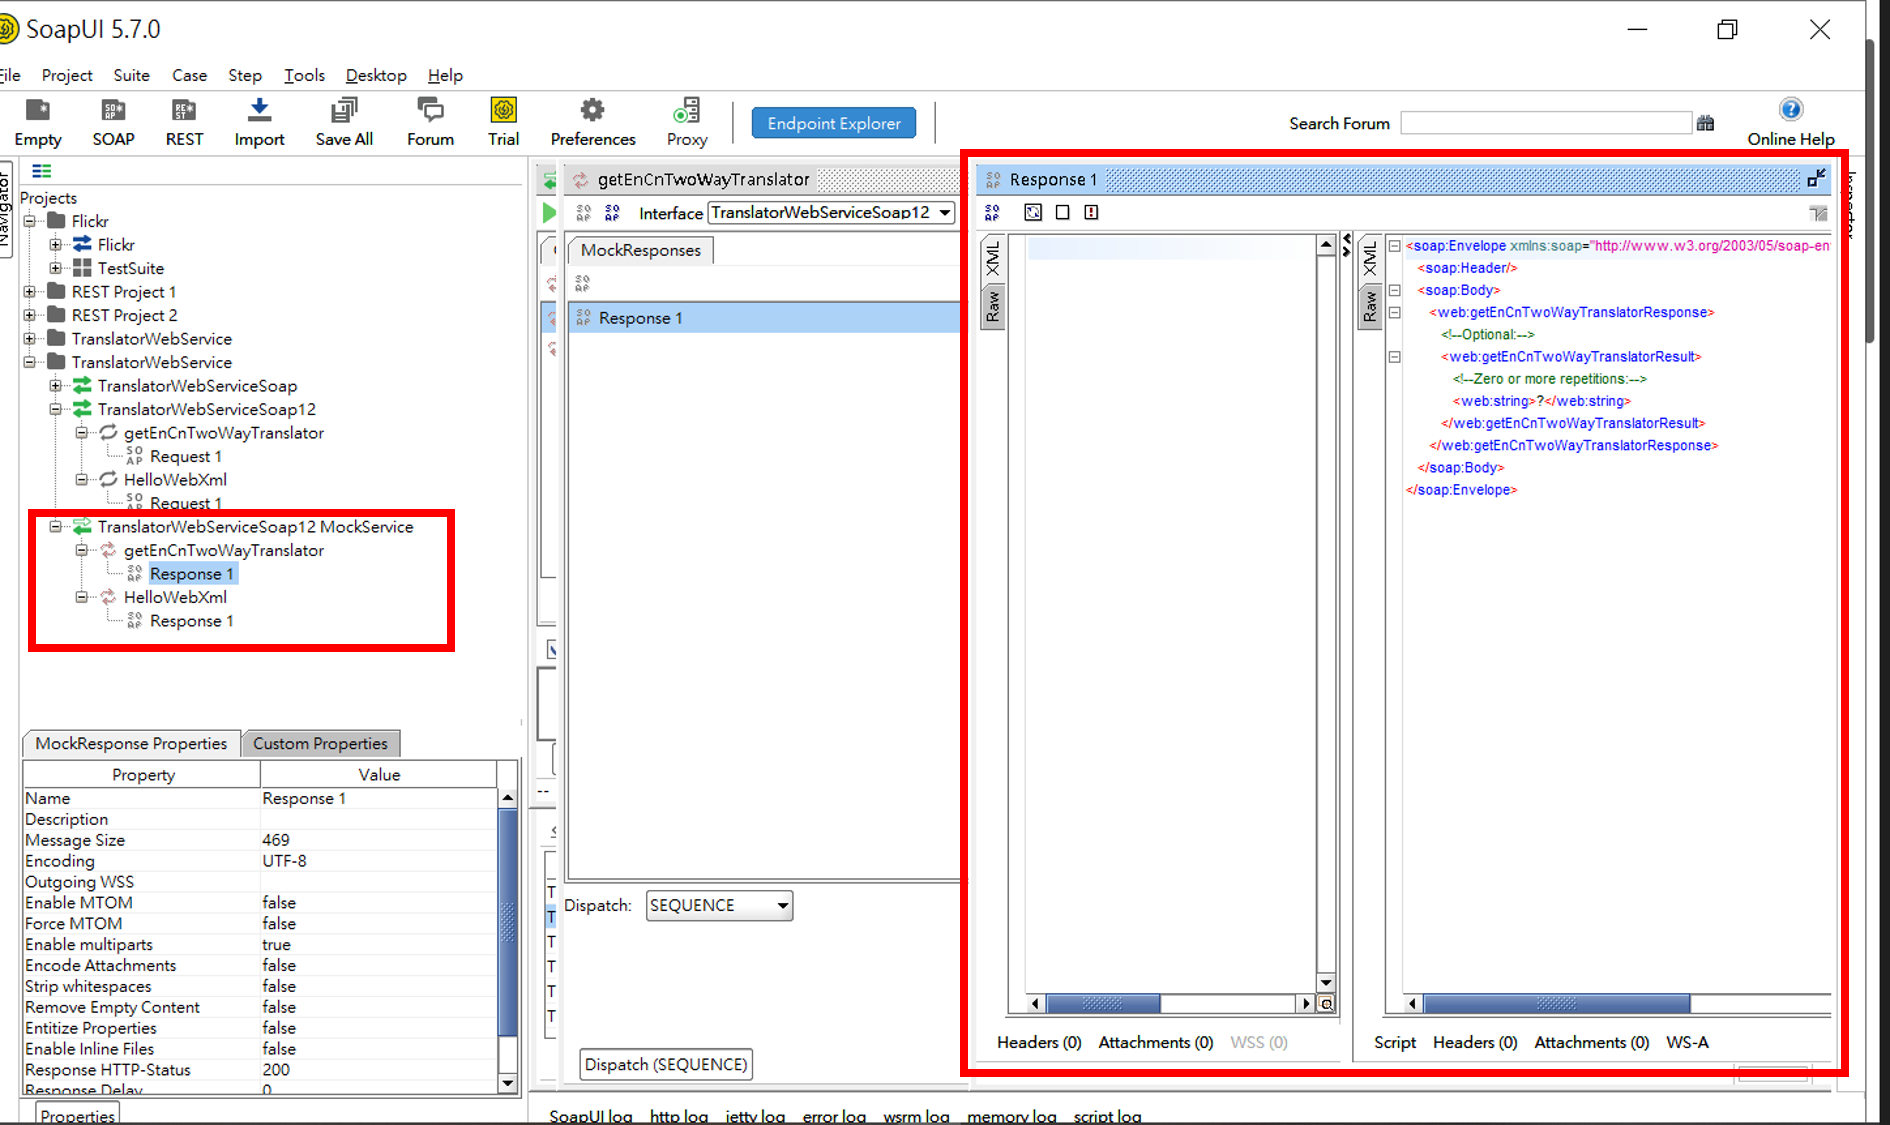 SoapUI 5.7.0
File Project Suite Case Step Tools Desktop Help
Empty SOAP REST Import Save All Forum Trial Preferences Proxy Endpoint Explorer Search Forum Online Help
Navigator
Projects
Flickr
Flickr
TestSuite
REST Project 1
REST Project 2
TranslatorWebService
TranslatorWebService
TranslatorWebServiceSoap
TranslatorWebServiceSoap12
getEnCnTwoWayTranslator
Request 1
HelloWebXml
Request 1
TranslatorWebServiceSoap12 MockService
getEnCnTwoWayTranslator
Response 1
HelloWebXml
Response 1
MockResponse Properties Custom Properties
Property Value
Name Response 1
Description
Message Size 469
Encoding UTF-8
Outgoing WSS
Enable MTOM false
Force MTOM false
Enable multiparts true
Encode Attachments false
Strip whitespaces false
Remove Empty Content false
Entitize Properties false
Enable Inline Files false
Response HTTP-Status 200
Response Delay 0
Properties
getEnCnTwoWayTranslator
Interface TranslatorWebServiceSoap12
MockResponses
Response 1
--
T
T
T
T
T
T
Dispatch: SEQUENCE
Dispatch (SEQUENCE)
Response 1
XML
Raw
XML
Raw
<soap:Envelope xmlns:soap="http://www.w3.org/2003/05/soap-en
<soap:Header/>
<soap:Body>
<web:getEnCnTwoWayTranslatorResponse>
<!--Optional:-->
<web:getEnCnTwoWayTranslatorResult>
<!--Zero or more repetitions:-->
<web:string>?</web:string>
</web:getEnCnTwoWayTranslatorResult>
</web:getEnCnTwoWayTranslatorResponse>
</soap:Body>
</soap:Envelope>
Headers (0) Attachments (0) WSS (0)
Script Headers (0) Attachments (0) WS-A
SoapUI log http log jetty log error log wsrm log memory log script log